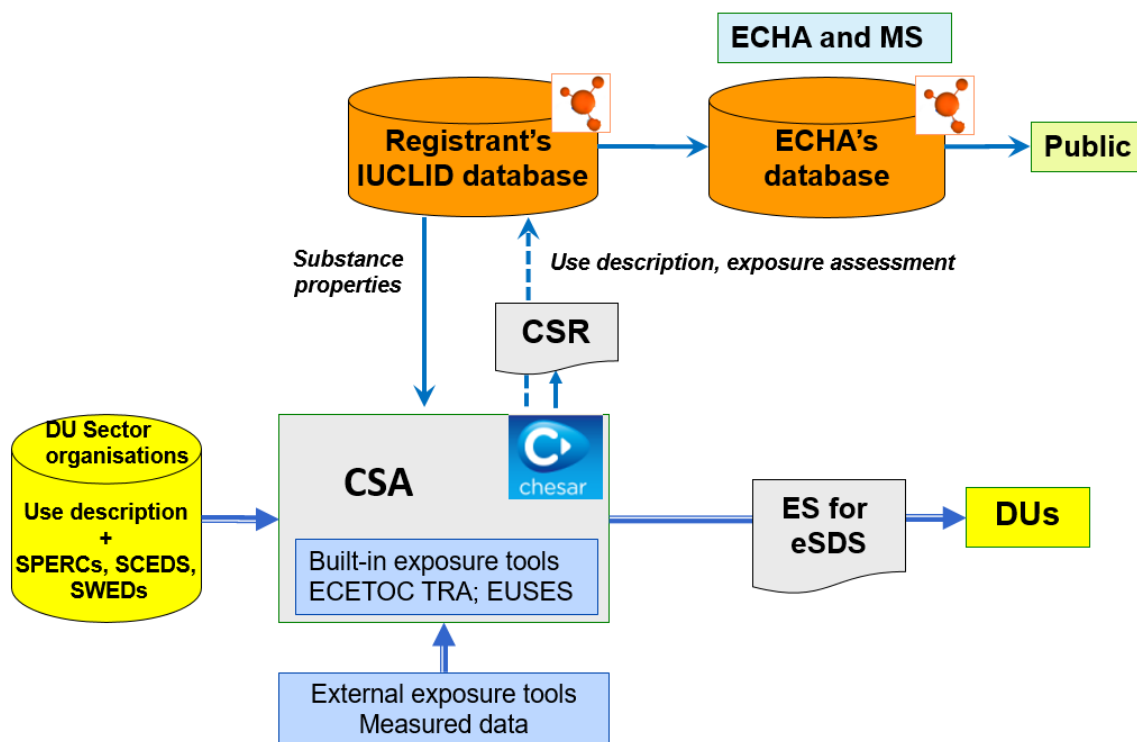 ECHA and MS
Registrant's
IUCLID database
ECHA's
database
Public
Substance
properties
Use description, exposure assessment
CSR
DU Sector
organisations
Use description
+
SPERCs, SCEDS,
SWEDs
CSA
chesar
Built-in exposure tools
ECETOC TRA; EUSES
ES for
eSDS
DUs
External exposure tools
Measured data